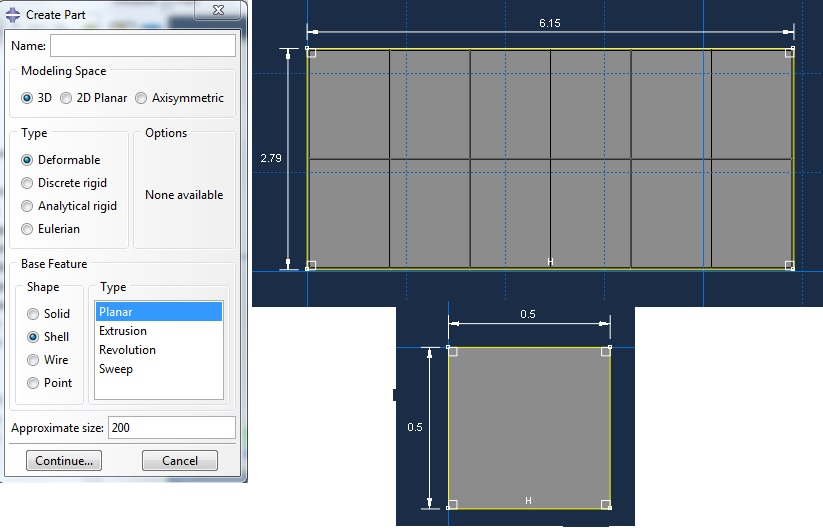 Create Part
Name:
Modeling Space
3D 2D Planar Axisymmetric
Type
Deformable
Discrete rigid
Analytical rigid
Eulerian
Options
None available
Base Feature
Shape
Solid
Shell
Wire
Point
Type
Planar
Extrusion
Revolution
Sweep
Approximate size: 200
Continue... Cancel
6.15
2.79
H
0.5
0.5
H